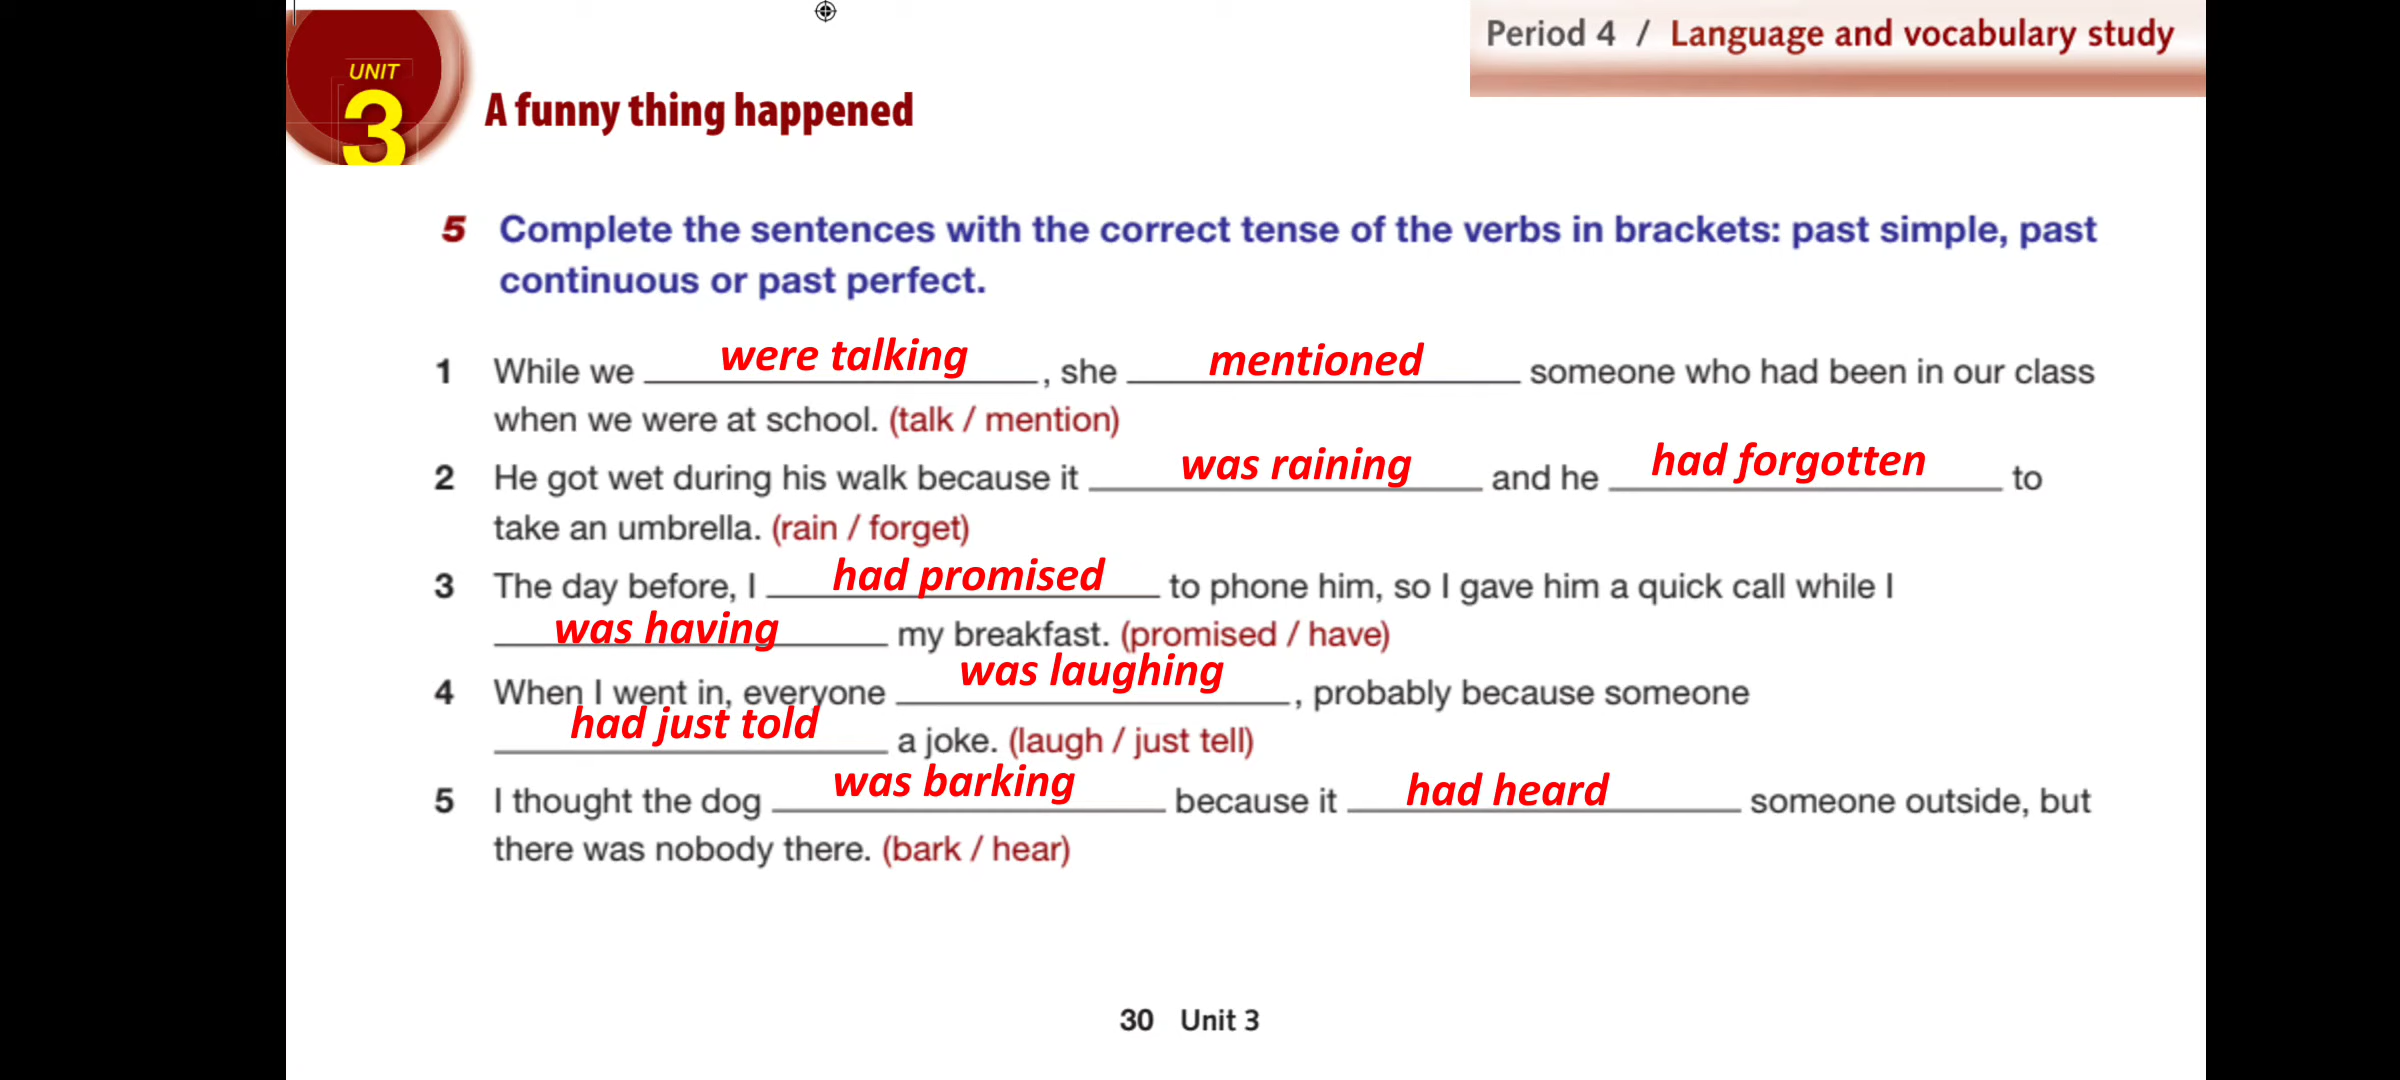 Period 4 / Language and vocabulary study
UNIT
3
A funny thing happened
5 Complete the sentences with the correct tense of the verbs in brackets: past simple, past
continuous or past perfect.
1 While we were talking, she mentioned someone who had been in our class
when we were at school. (talk / mention)
2 He got wet during his walk because it was raining and he had forgotten to
take an umbrella. (rain / forget)
3 The day before, I had promised to phone him, so I gave him a quick call while I
was having my breakfast. (promised / have)
4 When I went in, everyone was laughing, probably because someone
had just told a joke. (laugh / just tell)
5 I thought the dog was barking because it had heard someone outside, but
there was nobody there. (bark / hear)
30 Unit 3